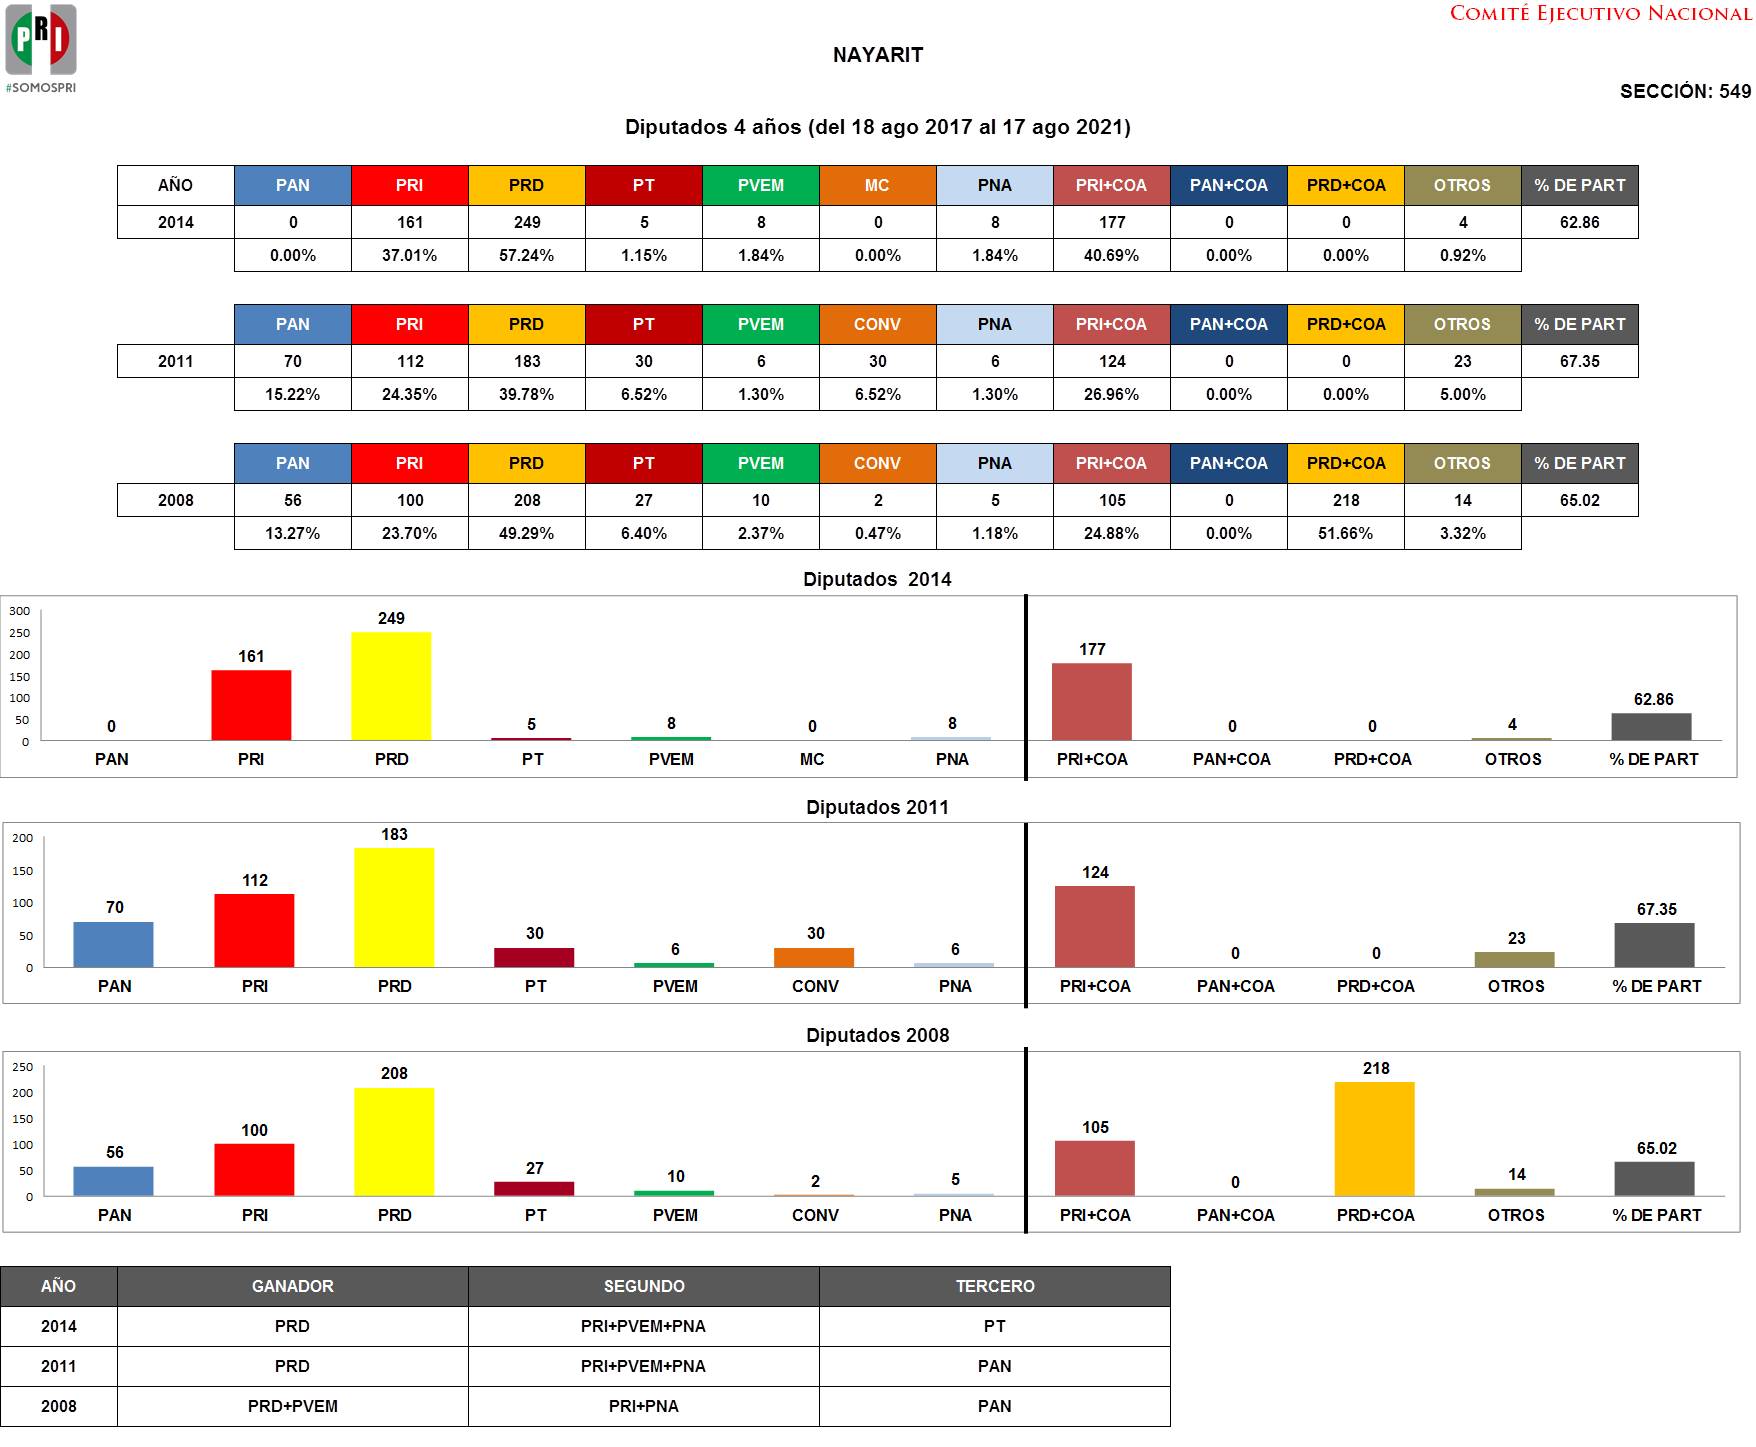 PRI
#SOMOSPRI
COMITÉ EJECUTIVO NACIONAL
NAYARIT
SECCIÓN: 549
Diputados 4 años (del 18 ago 2017 al 17 ago 2021)
AÑO PAN PRI PRD PT PVEM MC PNA PRI+COA PAN+COA PRD+COA OTROS % DE PART
2014 0 161 249 5 8 0 8 177 0 0 4 62.86
0.00% 37.01% 57.24% 1.15% 1.84% 0.00% 1.84% 40.69% 0.00% 0.00% 0.92%
PAN PRI PRD PT PVEM CONV PNA PRI+COA PAN+COA PRD+COA OTROS % DE PART
2011 70 112 183 30 6 30 6 124 0 0 23 67.35
15.22% 24.35% 39.78% 6.52% 1.30% 6.52% 1.30% 26.96% 0.00% 0.00% 5.00%
PAN PRI PRD PT PVEM CONV PNA PRI+COA PAN+COA PRD+COA OTROS % DE PART
2008 56 100 208 27 10 2 5 105 0 218 14 65.02
13.27% 23.70% 49.29% 6.40% 2.37% 0.47% 1.18% 24.88% 0.00% 51.66% 3.32%
Diputados 2014
300
250
200
150
100
50
0
0 161 249 5 8 0 8 177 0 0 4 62.86
PAN PRI PRD PT PVEM MC PNA PRI+COA PAN+COA PRD+COA OTROS % DE PART
Diputados 2011
200
150
100
50
0
70 112 183 30 6 30 6 124 0 0 23 67.35
PAN PRI PRD PT PVEM CONV PNA PRI+COA PAN+COA PRD+COA OTROS % DE PART
Diputados 2008
250
200
150
100
50
0
56 100 208 27 10 2 5 105 0 218 14 65.02
PAN PRI PRD PT PVEM CONV PNA PRI+COA PAN+COA PRD+COA OTROS % DE PART
AÑO GANADOR SEGUNDO TERCERO
2014 PRD PRI+PVEM+PNA PT
2011 PRD PRI+PVEM+PNA PAN
2008 PRD+PVEM PRI+PNA PAN